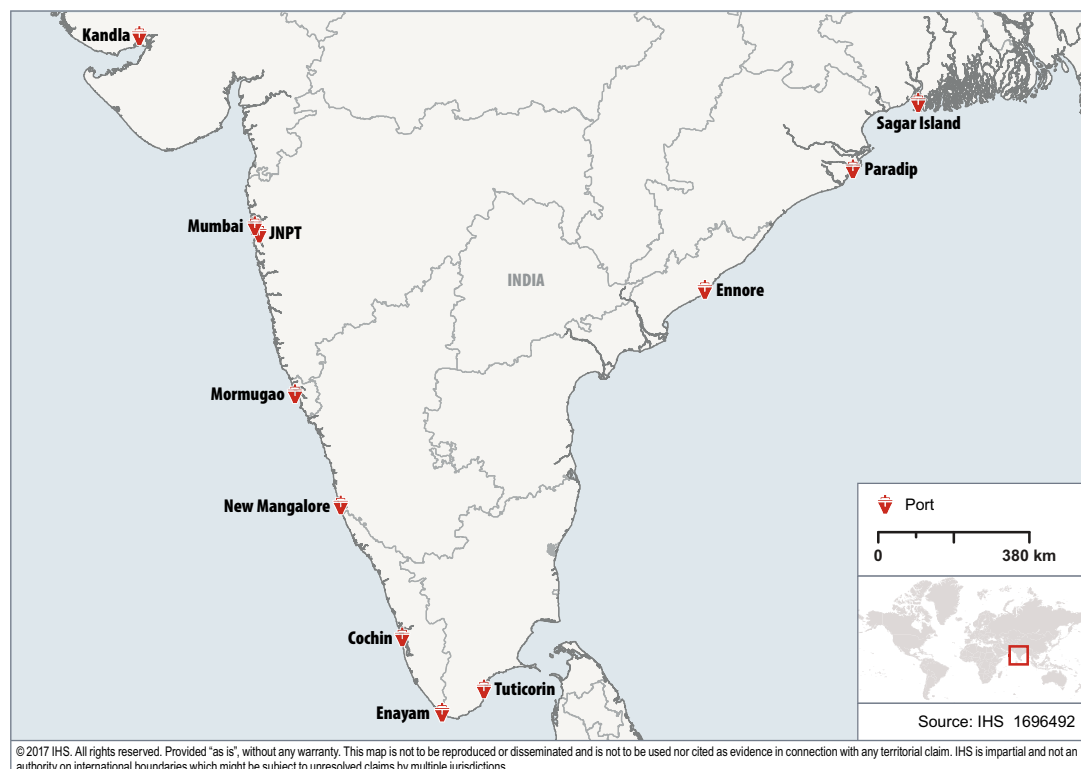 Kandla
Sagar Island
Paradip
Mumbai
JNPT
INDIA
Ennore
Mormugao
New Mangalore
Port
0 380 km
Cochin
Tuticorin
Enayam
Source: IHS 1696492
© 2017 IHS. All rights reserved. Provided “as is”, without any warranty. This map is not to be reproduced or disseminated and is not to be used nor cited as evidence in connection with any territorial claim. IHS is impartial and not an
authority on international boundaries which might be subject to unresolved claims by multiple jurisdictions.